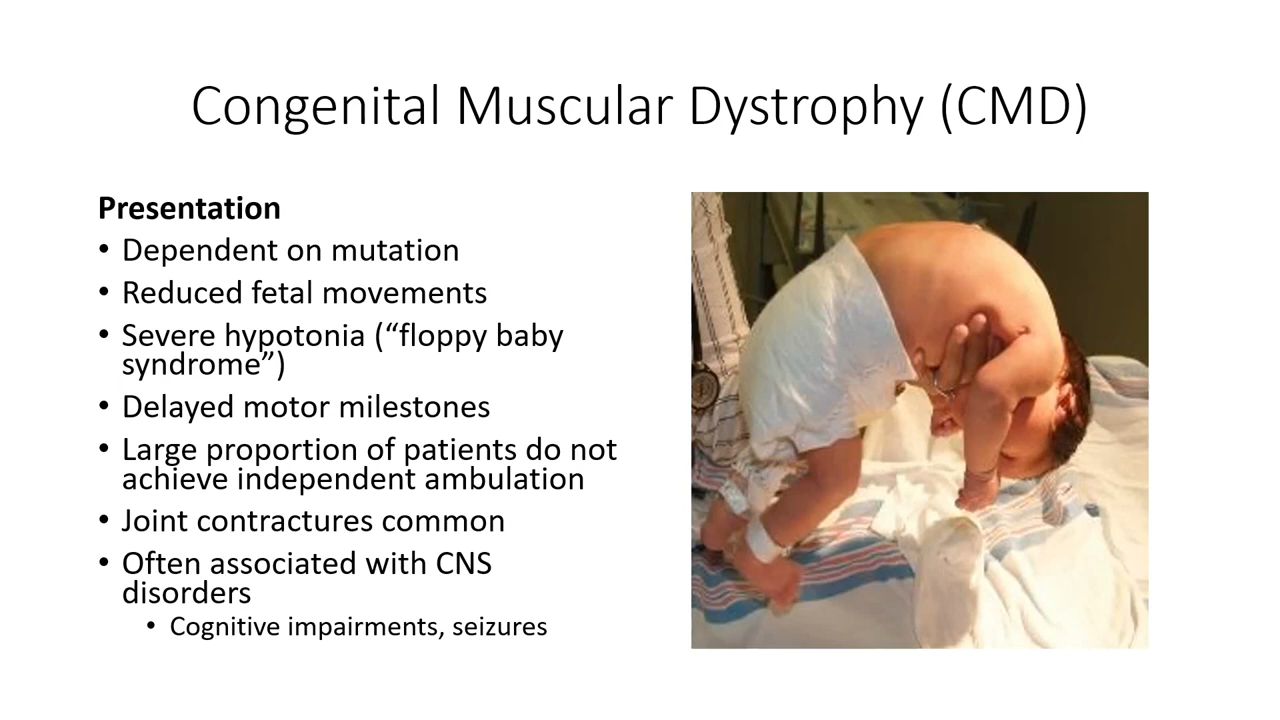 Congenital Muscular Dystrophy (CMD)
Presentation
• Dependent on mutation
• Reduced fetal movements
• Severe hypotonia (“floppy baby
syndrome”)
• Delayed motor milestones
• Large proportion of patients do not
achieve independent ambulation
• Joint contractures common
• Often associated with CNS
disorders
• Cognitive impairments, seizures